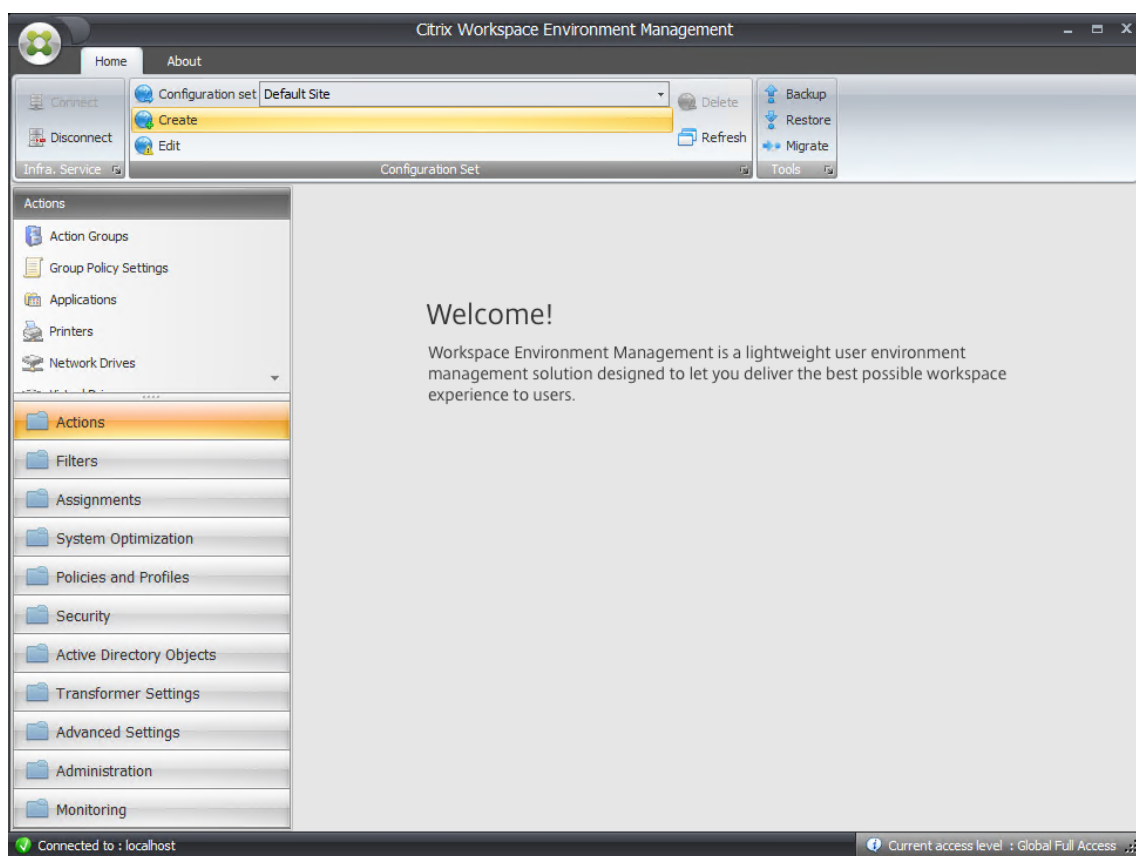 Citrix Workspace Environment Management
Home About
Connect
Disconnect
Infra. Service
Configuration set Default Site
Create
Edit
Delete
Refresh
Configuration Set
Backup
Restore
Migrate
Tools
Actions
Action Groups
Group Policy Settings
Applications
Printers
Network Drives
Actions
Filters
Assignments
System Optimization
Policies and Profiles
Security
Active Directory Objects
Transformer Settings
Advanced Settings
Administration
Monitoring
Welcome!
Workspace Environment Management is a lightweight user environment
management solution designed to let you deliver the best possible workspace
experience to users.
Connected to : localhost
Current access level : Global Full Access